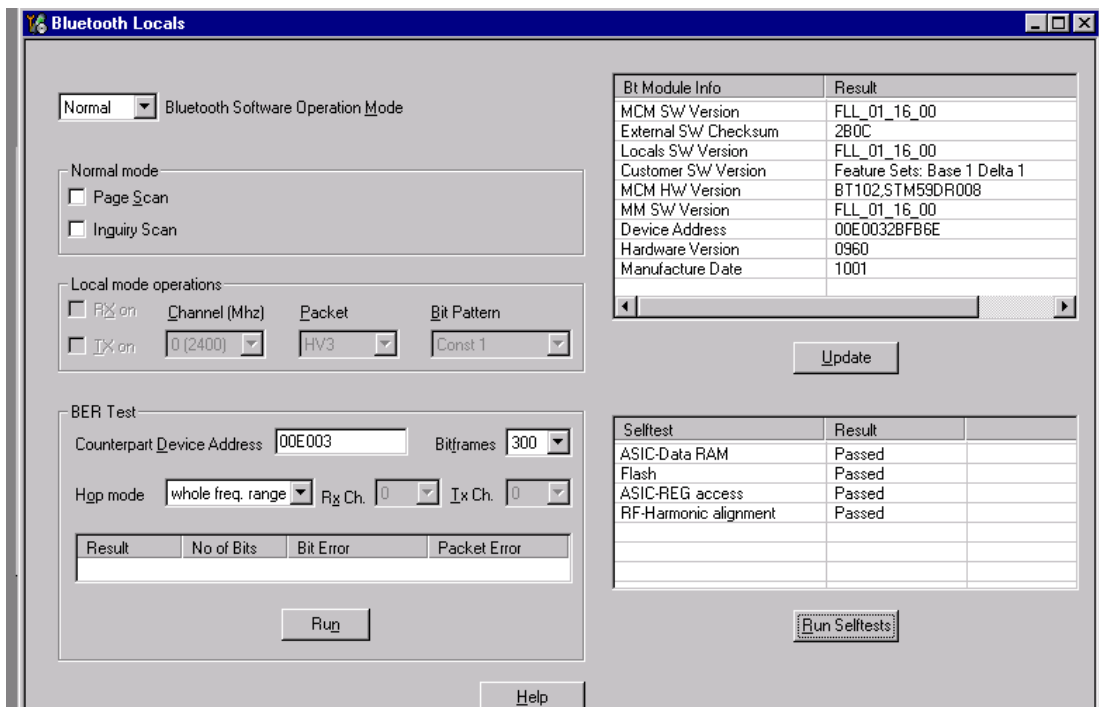 Bluetooth Locals
Normal Bluetooth Software Operation Mode
Normal mode
Page Scan
Inguiry Scan
Local mode operations
RX on Channel (Mhz) Packet Bit Pattern
TX on 0 (2400) HV3 Const 1
BER Test
Counterpart Device Address 00E003 Bitframes 300
Hop mode whole freq. range Rx Ch. 0 Tx Ch. 0
Result No of Bits Bit Error Packet Error
Run
Bt Module Info Result
MCM SW Version FLL_01_16_00
External SW Checksum 2B0C
Locals SW Version FLL_01_16_00
Customer SW Version Feature Sets: Base 1 Delta 1
MCM HW Version BT102,STM59DR008
MM SW Version FLL_01_16_00
Device Address 00E0032BFB6E
Hardware Version 0960
Manufacture Date 1001
Update
Selftest Result
ASIC-Data RAM Passed
Flash Passed
ASIC-REG access Passed
RF-Harmonic alignment Passed
Run Selftests
Help